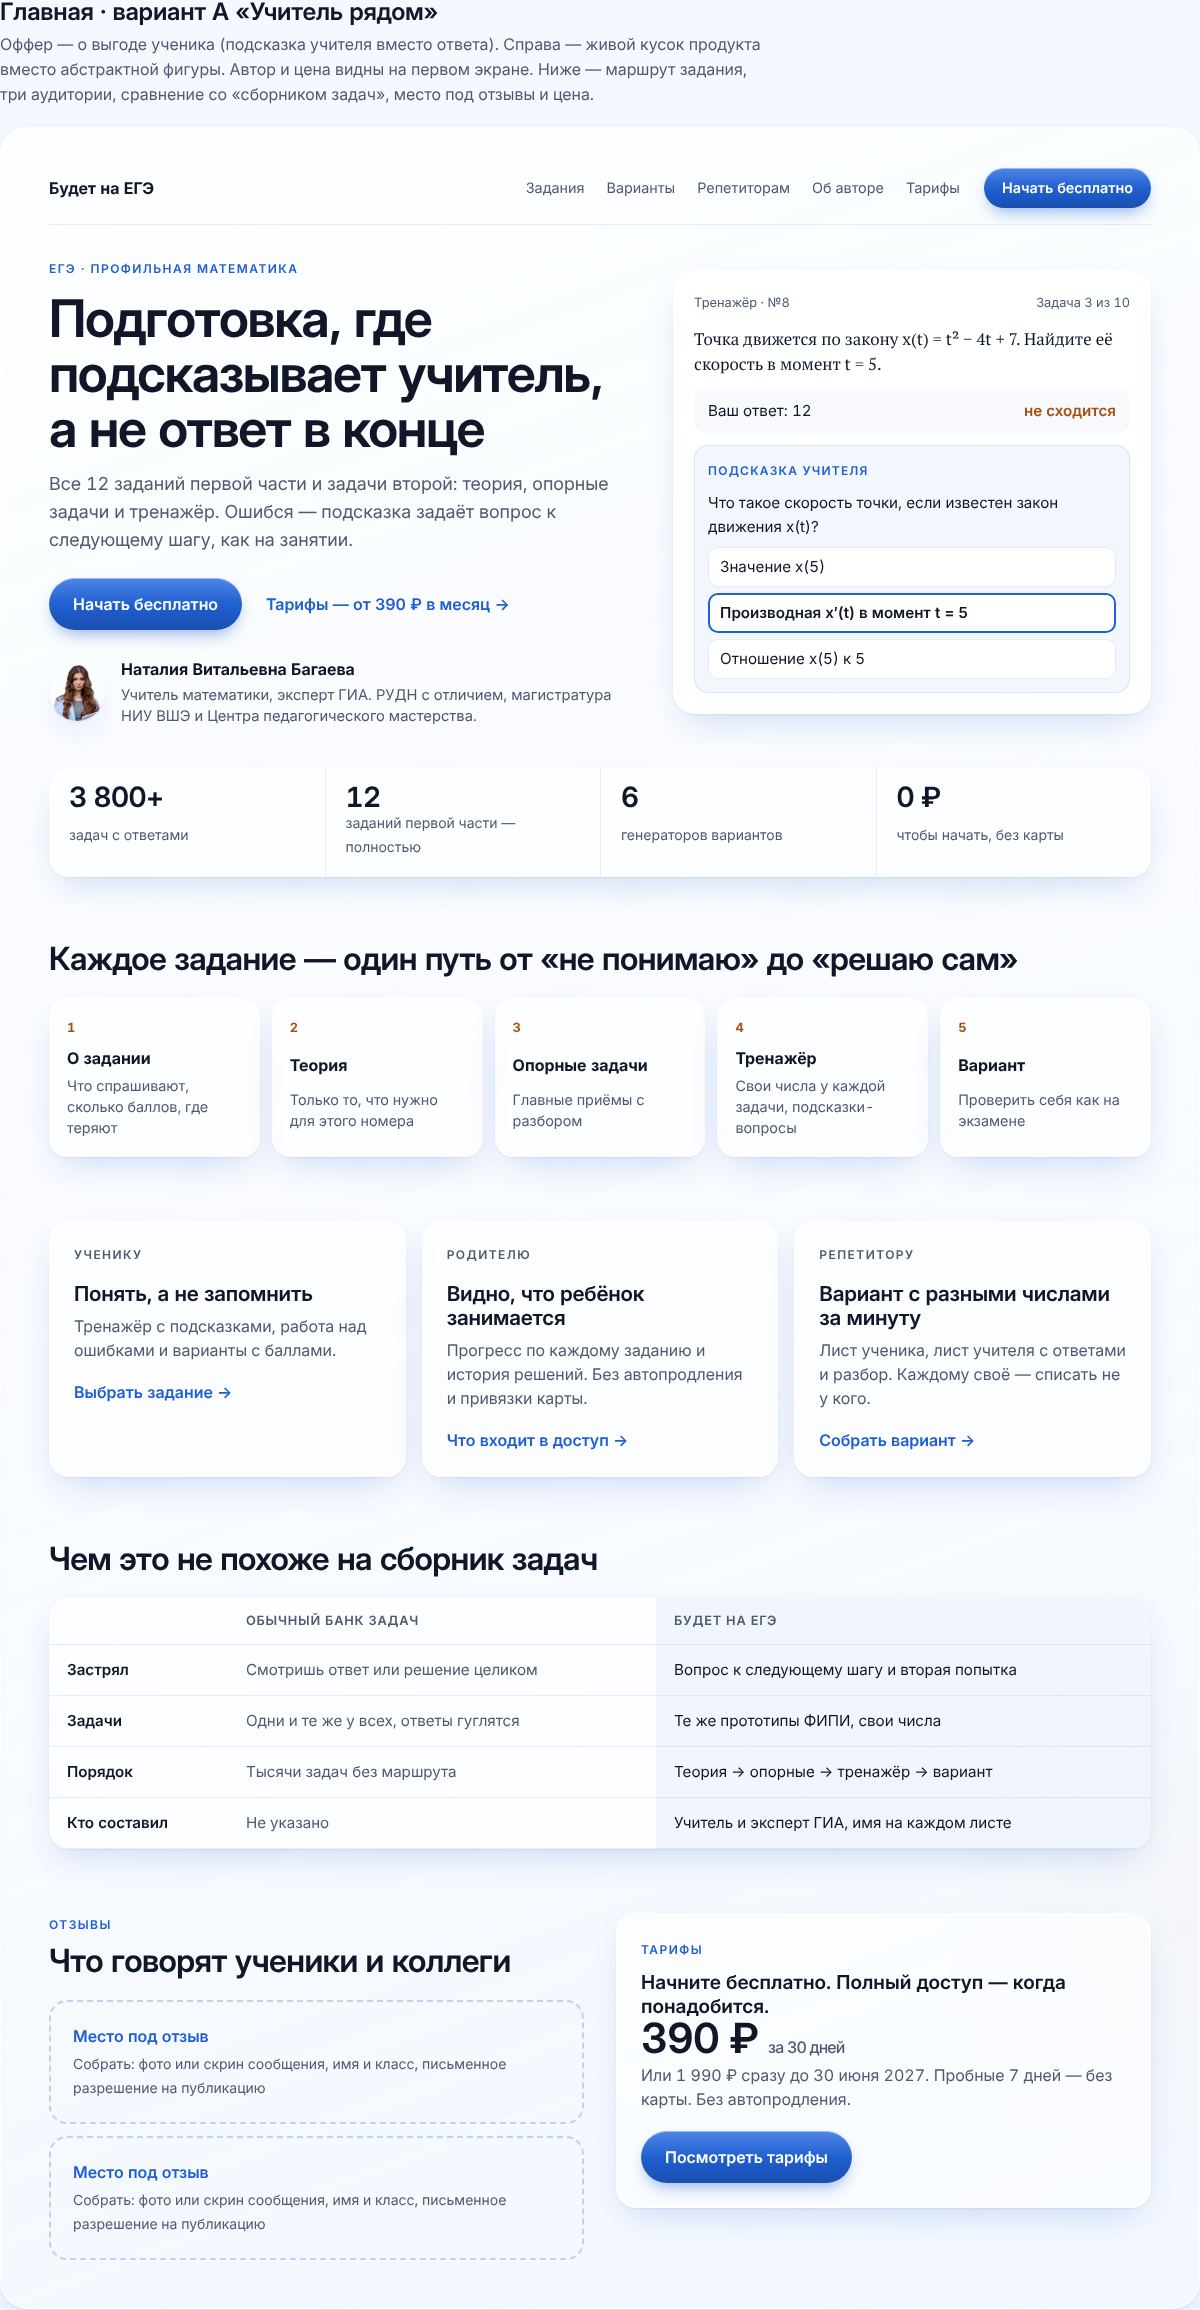 Главная · вариант А «Учитель рядом»
Оффер — о выгоде ученика (подсказка учителя вместо ответа). Справа — живой кусок продукта
вместо абстрактной фигуры. Автор и цена видны на первом экране. Ниже — маршрут задания,
три аудитории, сравнение со «сборником задач», место под отзывы и цена.
Будет на ЕГЭ
Задания
Варианты
Репетиторам
Об авторе
Тарифы
Начать бесплатно
ЕГЭ · ПРОФИЛЬНАЯ МАТЕМАТИКА
Подготовка, где
подсказывает учитель,
а не ответ в конце
Все 12 заданий первой части и задачи второй: теория, опорные
задачи и тренажёр. Ошибся — подсказка задаёт вопрос к
следующему шагу, как на занятии.
Начать бесплатно
Тарифы — от 390 ₽ в месяц →
Наталия Витальевна Багаева
Учитель математики, эксперт ГИА. РУДН с отличием, магистратура
НИУ ВШЭ и Центра педагогического мастерства.
Тренажёр · №8
Задача 3 из 10
Точка движется по закону x(t) = t² − 4t + 7. Найдите её
скорость в момент t = 5.
Ваш ответ: 12
не сходится
ПОДСКАЗКА УЧИТЕЛЯ
Что такое скорость точки, если известен закон
движения x(t)?
Значение x(5)
Производная x′(t) в момент t = 5
Отношение x(5) к 5
3 800+
задач с ответами
12
заданий первой части —
полностью
6
генераторов вариантов
0 ₽
чтобы начать, без карты
Каждое задание — один путь от «не понимаю» до «решаю сам»
1
О задании
Что спрашивают,
сколько баллов, где
теряют
2
Теория
Только то, что нужно
для этого номера
3
Опорные задачи
Главные приёмы с
разбором
4
Тренажёр
Свои числа у каждой
задачи, подсказки-
вопросы
5
Вариант
Проверить себя как на
экзамене
УЧЕНИКУ
Понять, а не запомнить
Тренажёр с подсказками, работа над
ошибками и варианты с баллами.
Выбрать задание →
РОДИТЕЛЮ
Видно, что ребёнок
занимается
Прогресс по каждому заданию и
история решений. Без автопродления
и привязки карты.
Что входит в доступ →
РЕПЕТИТОРУ
Вариант с разными числами
за минуту
Лист ученика, лист учителя с ответами
и разбор. Каждому своё — списать не
у кого.
Собрать вариант →
Чем это не похоже на сборник задач
ОБЫЧНЫЙ БАНК ЗАДАЧ
БУДЕТ НА ЕГЭ
Застрял
Смотришь ответ или решение целиком
Вопрос к следующему шагу и вторая попытка
Задачи
Одни и те же у всех, ответы гуглятся
Те же прототипы ФИПИ, свои числа
Порядок
Тысячи задач без маршрута
Теория → опорные → тренажёр → вариант
Кто составил
Не указано
Учитель и эксперт ГИА, имя на каждом листе
ОТЗЫВЫ
Что говорят ученики и коллеги
Место под отзыв
Собрать: фото или скрин сообщения, имя и класс, письменное
разрешение на публикацию
Место под отзыв
Собрать: фото или скрин сообщения, имя и класс, письменное
разрешение на публикацию
ТАРИФЫ
Начните бесплатно. Полный доступ — когда
понадобится.
390 ₽ за 30 дней
Или 1 990 ₽ сразу до 30 июня 2027. Пробные 7 дней — без
карты. Без автопродления.
Посмотреть тарифы